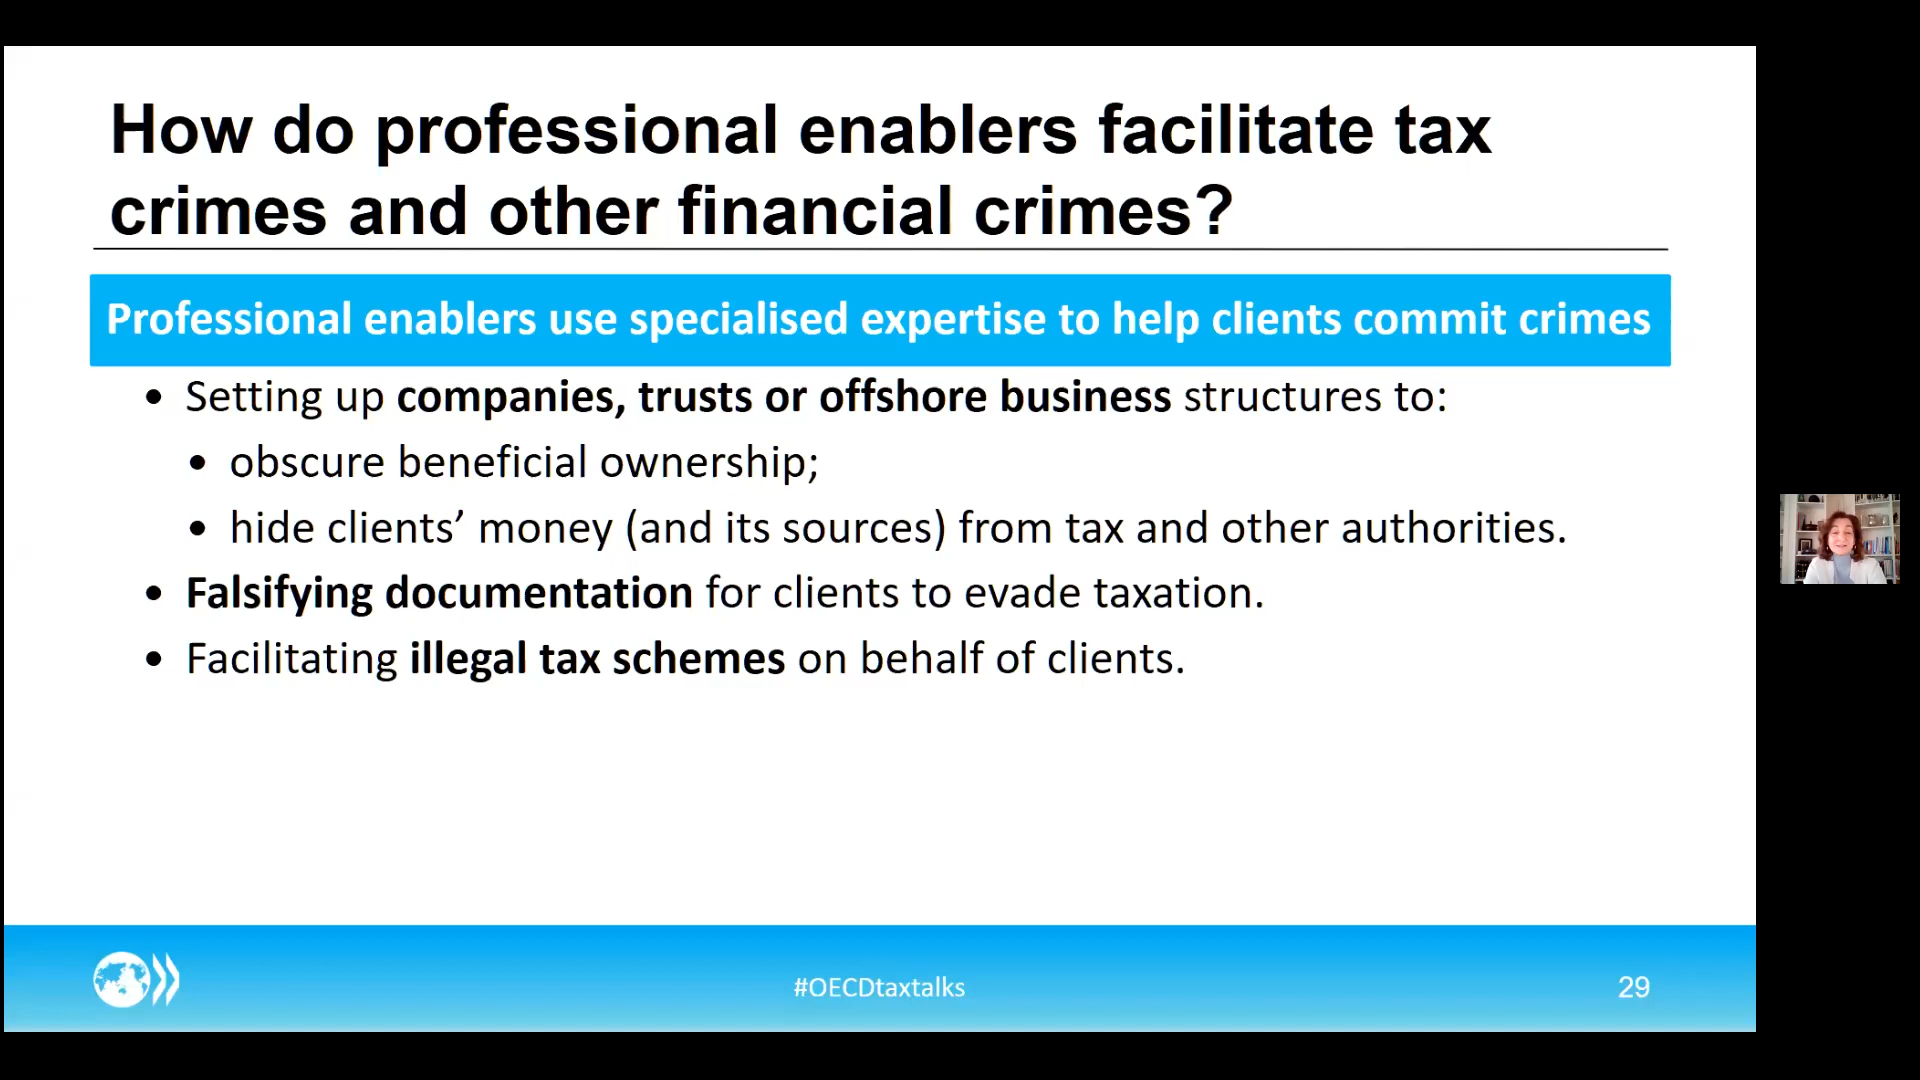 How do professional enablers facilitate tax
crimes and other financial crimes?
Professional enablers use specialised expertise to help clients commit crimes
• Setting up companies, trusts or offshore business structures to:
• obscure beneficial ownership;
• hide clients’ money (and its sources) from tax and other authorities.
• Falsifying documentation for clients to evade taxation.
• Facilitating illegal tax schemes on behalf of clients.
#OECDtaxtalks
29